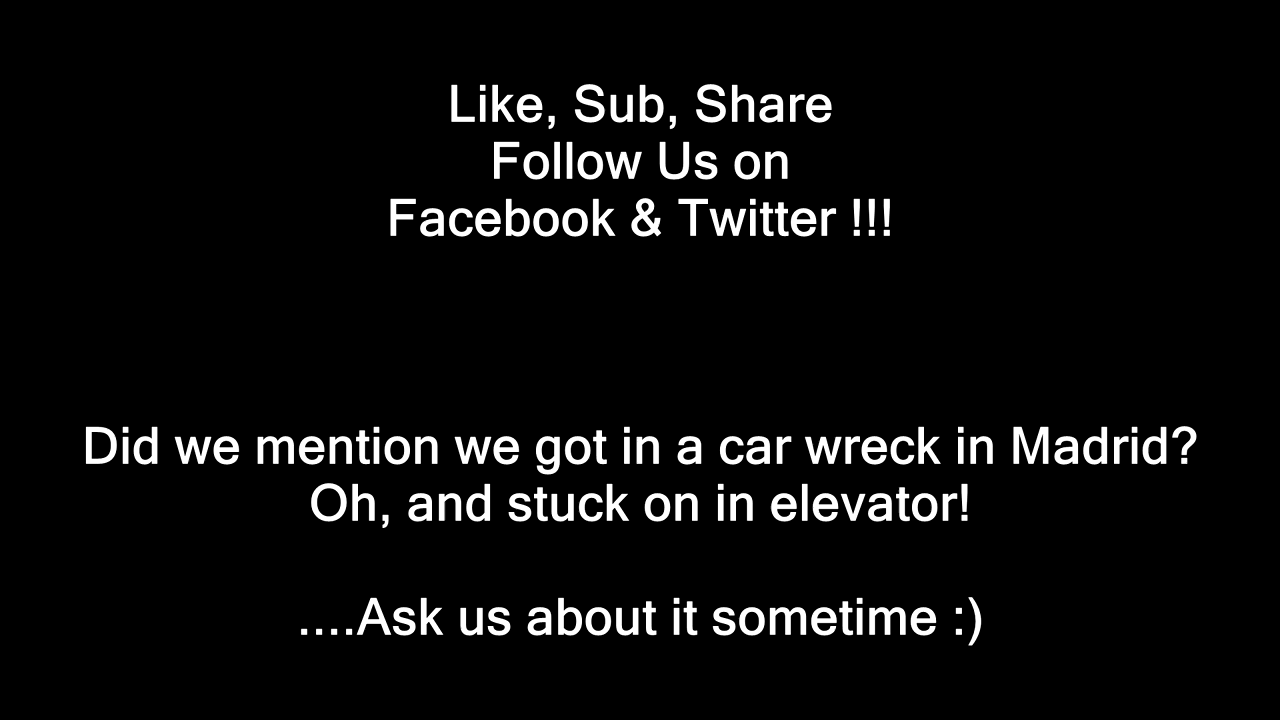 Like, Sub, Share
Follow Us on
Facebook & Twitter !!!
Did we mention we got in a car wreck in Madrid?
Oh, and stuck on in elevator!
....Ask us about it sometime :)